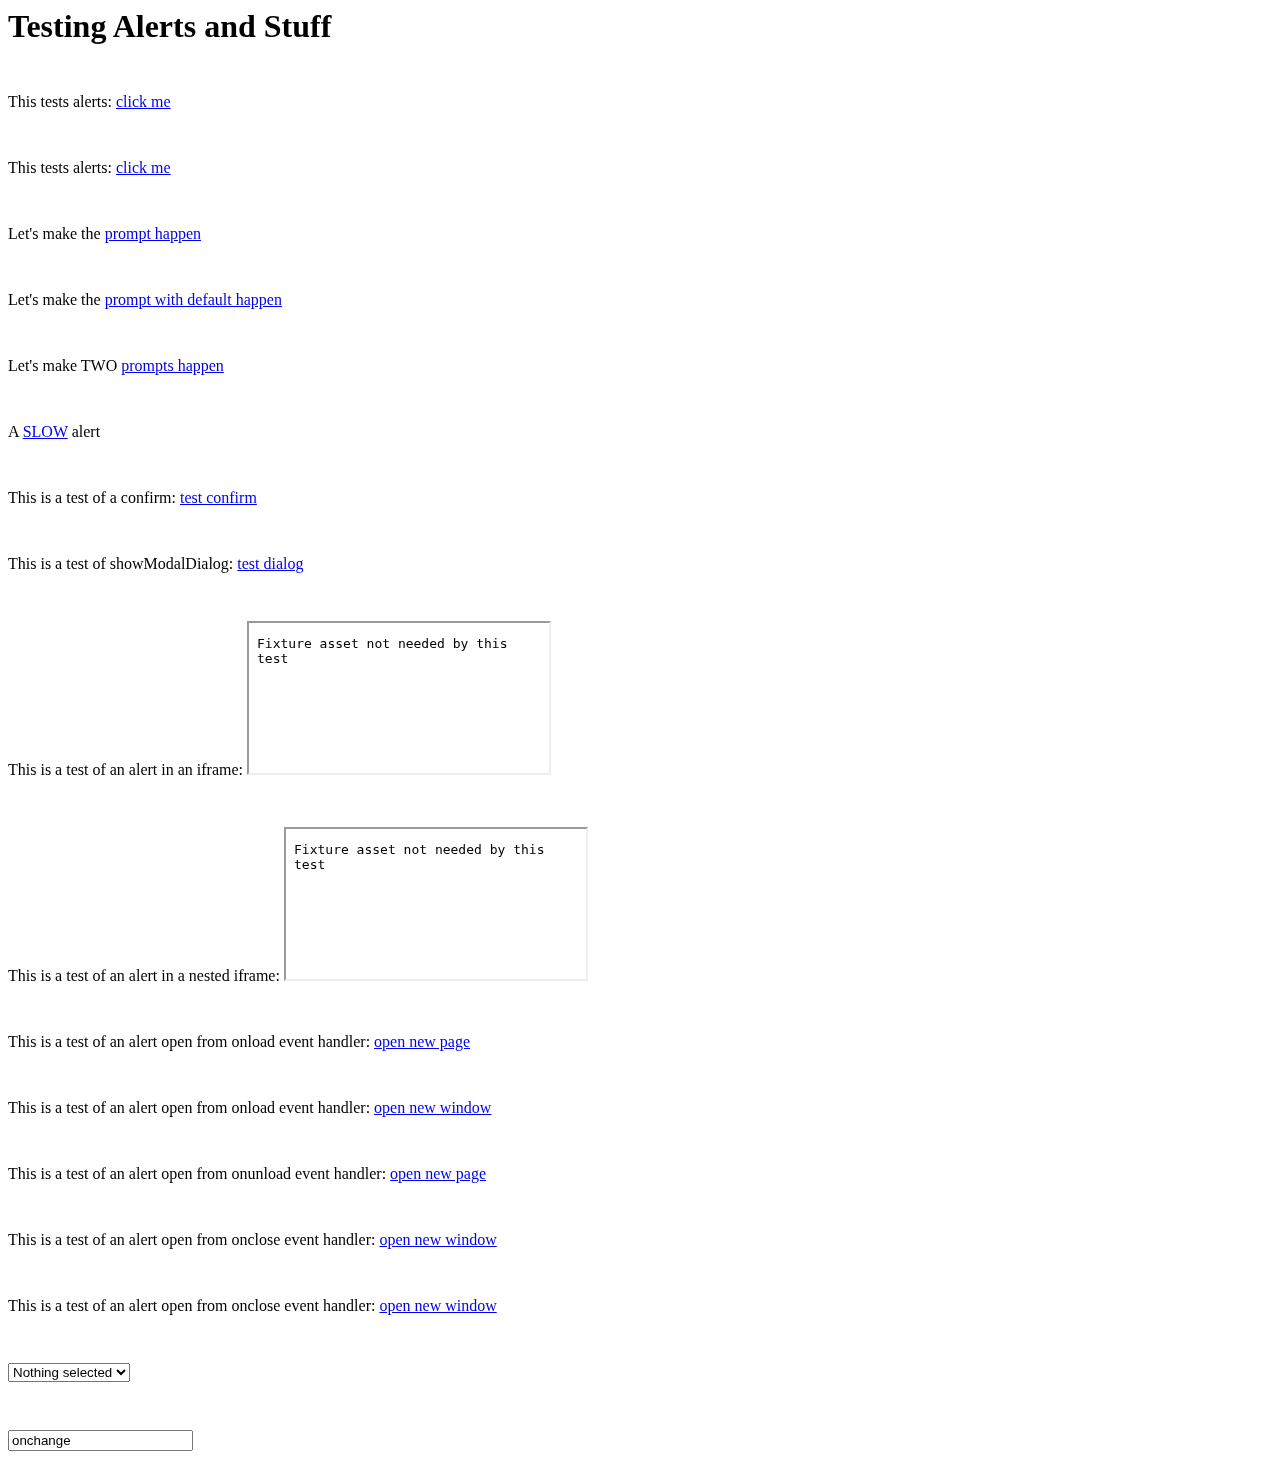 Testing Alerts and Stuff
This tests alerts: click me
This tests alerts: click me
Let's make the prompt happen
Let's make the prompt with default happen
Let's make TWO prompts happen
A SLOW alert
This is a test of a confirm: test confirm
This is a test of showModalDialog: test dialog
Fixture asset not needed by this
test
This is a test of an alert in an iframe:
Fixture asset not needed by this
test
This is a test of an alert in a nested iframe:
This is a test of an alert open from onload event handler: open new page
This is a test of an alert open from onload event handler: open new window
This is a test of an alert open from onunload event handler: open new page
This is a test of an alert open from onclose event handler: open new window
This is a test of an alert open from onclose event handler: open new window
Nothing selected
onchange